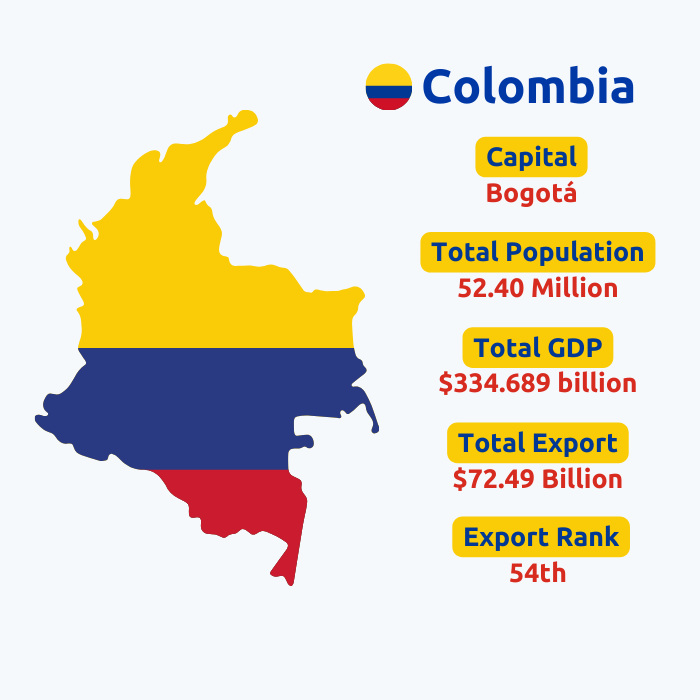 Colombia
Capital
Bogotá
Total Population
52.40 Million
Total GDP
$334.689 billion
Total Export
$72.49 Billion
Export Rank
54th